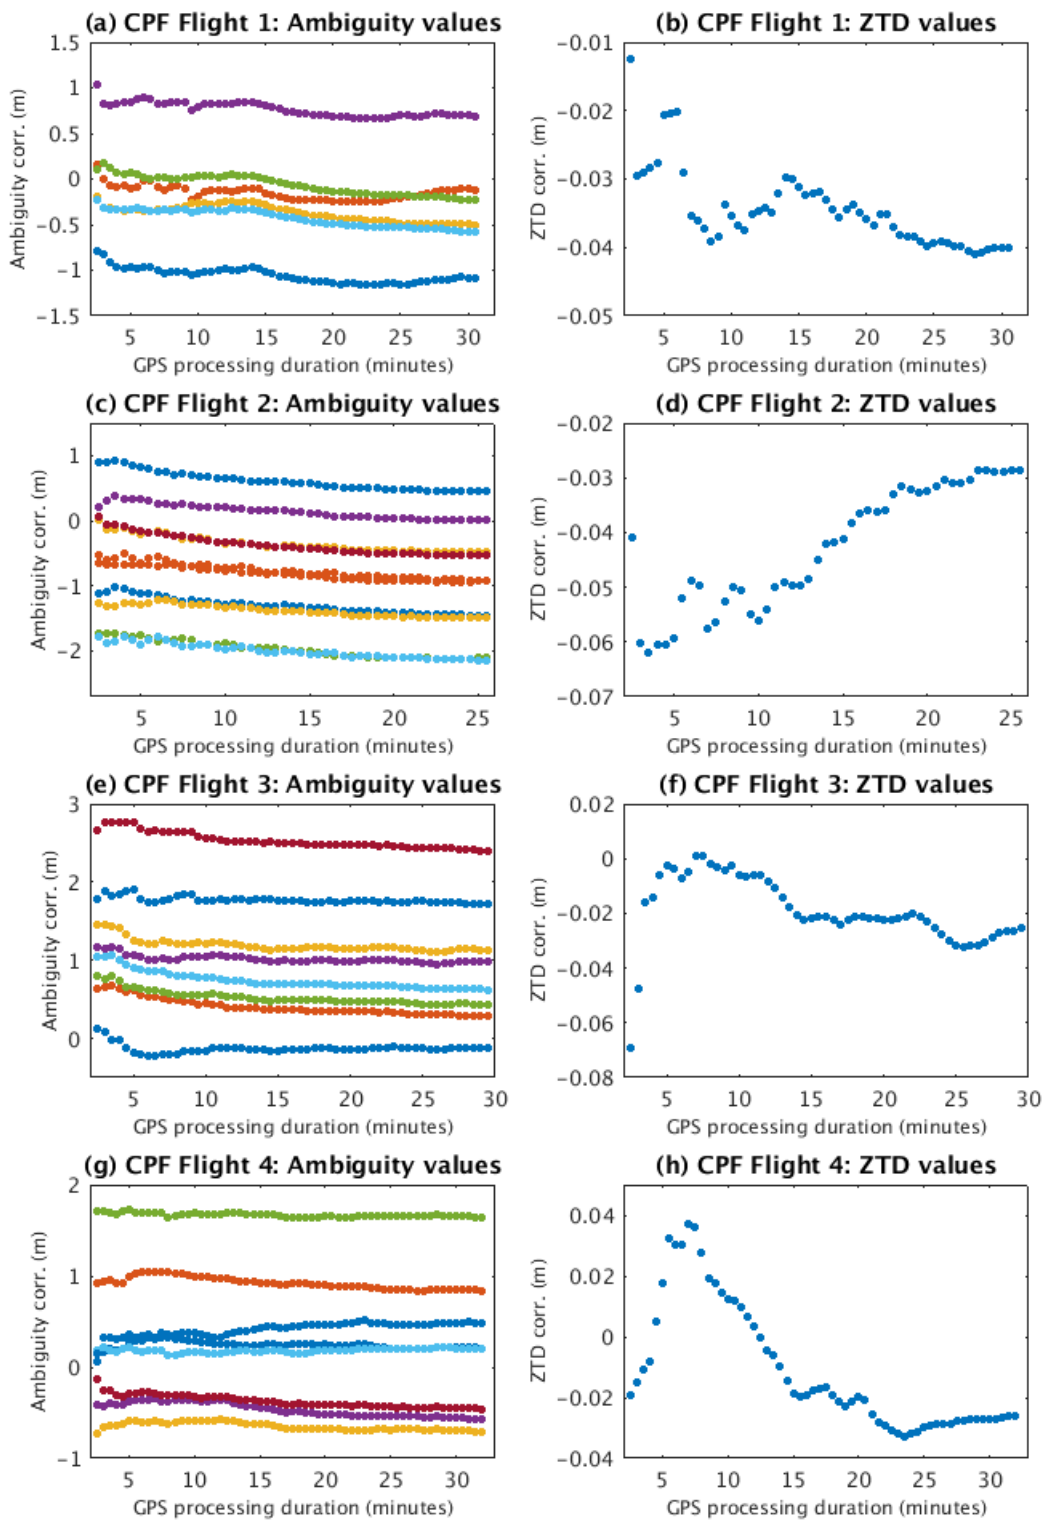 (a) CPF Flight 1: Ambiguity values
1.5
1
0.5
0
−0.5
−1
−1.5
Ambiguity corr. (m)
5 10 15 20 25 30
GPS processing duration (minutes)
(b) CPF Flight 1: ZTD values
−0.01
−0.02
−0.03
−0.04
−0.05
ZTD corr. (m)
5 10 15 20 25 30
GPS processing duration (minutes)
(c) CPF Flight 2: Ambiguity values
1
0
−1
−2
Ambiguity corr. (m)
5 10 15 20 25
GPS processing duration (minutes)
(d) CPF Flight 2: ZTD values
−0.02
−0.03
−0.04
−0.05
−0.06
−0.07
ZTD corr. (m)
5 10 15 20 25
GPS processing duration (minutes)
(e) CPF Flight 3: Ambiguity values
3
2
1
0
Ambiguity corr. (m)
5 10 15 20 25 30
GPS processing duration (minutes)
(f) CPF Flight 3: ZTD values
0.02
0
−0.02
−0.04
−0.06
−0.08
ZTD corr. (m)
5 10 15 20 25 30
GPS processing duration (minutes)
(g) CPF Flight 4: Ambiguity values
2
1
0
−1
Ambiguity corr. (m)
5 10 15 20 25 30
GPS processing duration (minutes)
(h) CPF Flight 4: ZTD values
0.04
0.02
0
−0.02
−0.04
ZTD corr. (m)
5 10 15 20 25 30
GPS processing duration (minutes)